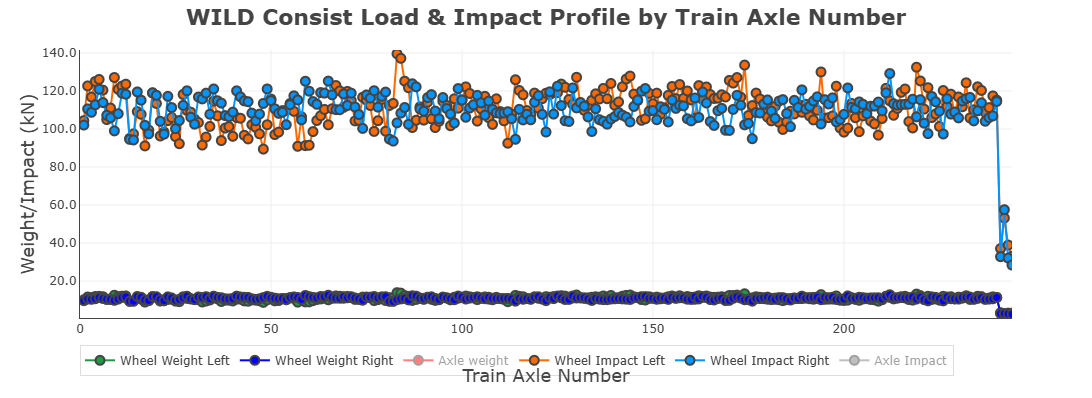 WILD Consist Load & Impact Profile by Train Axle Number
Weight/Impact (kN)
140.0
120.0
100.0
80.0
60.0
40.0
20.0
0
50
100
150
200
Wheel Weight Left
Wheel Weight Right
Axle weight
Wheel Impact Left
Wheel Impact Right
Axle Impact
Train Axle Number